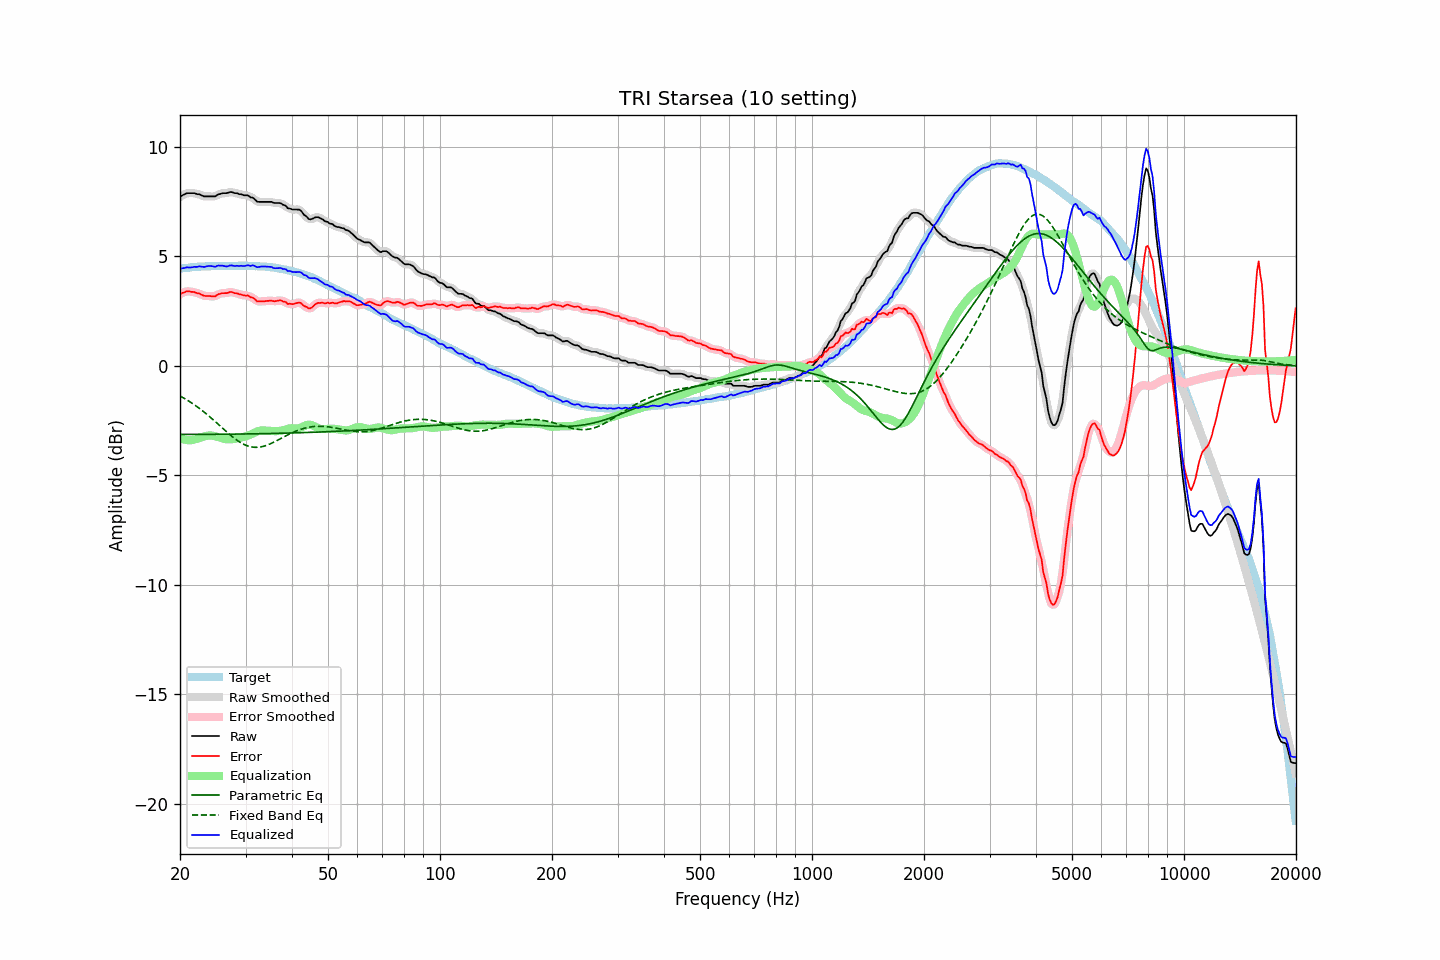 TRI Starsea (10 setting)
Amplitude (dBr)
10
5
0
−5
−10
−15
−20
Target
Raw Smoothed
Error Smoothed
Raw
Error
Equalization
Parametric Eq
Fixed Band Eq
Equalized
20 50 100 200 500 1000 2000 5000 10000 20000
Frequency (Hz)